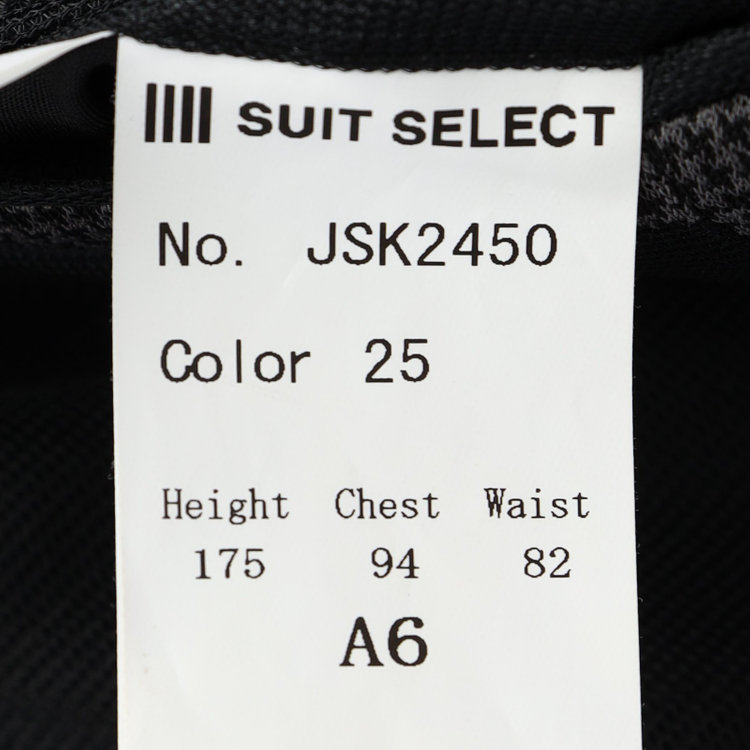 SUIT SELECT
No. JSK2450
Color 25
Height Chest Waist
175 94 82
A6